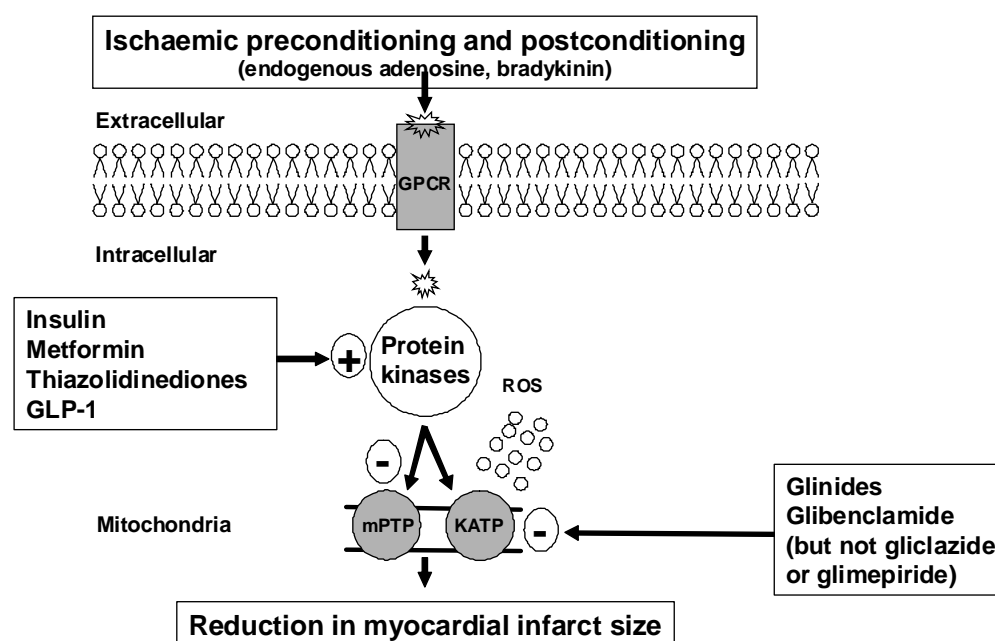 Ischaemic preconditioning and postconditioning
(endogenous adenosine, bradykinin)
Extracellular
GPCR
Intracellular
Insulin
Metformin
Thiazolidinediones
GLP-1
+
Protein
kinases
ROS
-
Mitochondria
mPTP
KATP
-
Glinides
Glibenclamide
(but not gliclazide
or glimepiride)
Reduction in myocardial infarct size